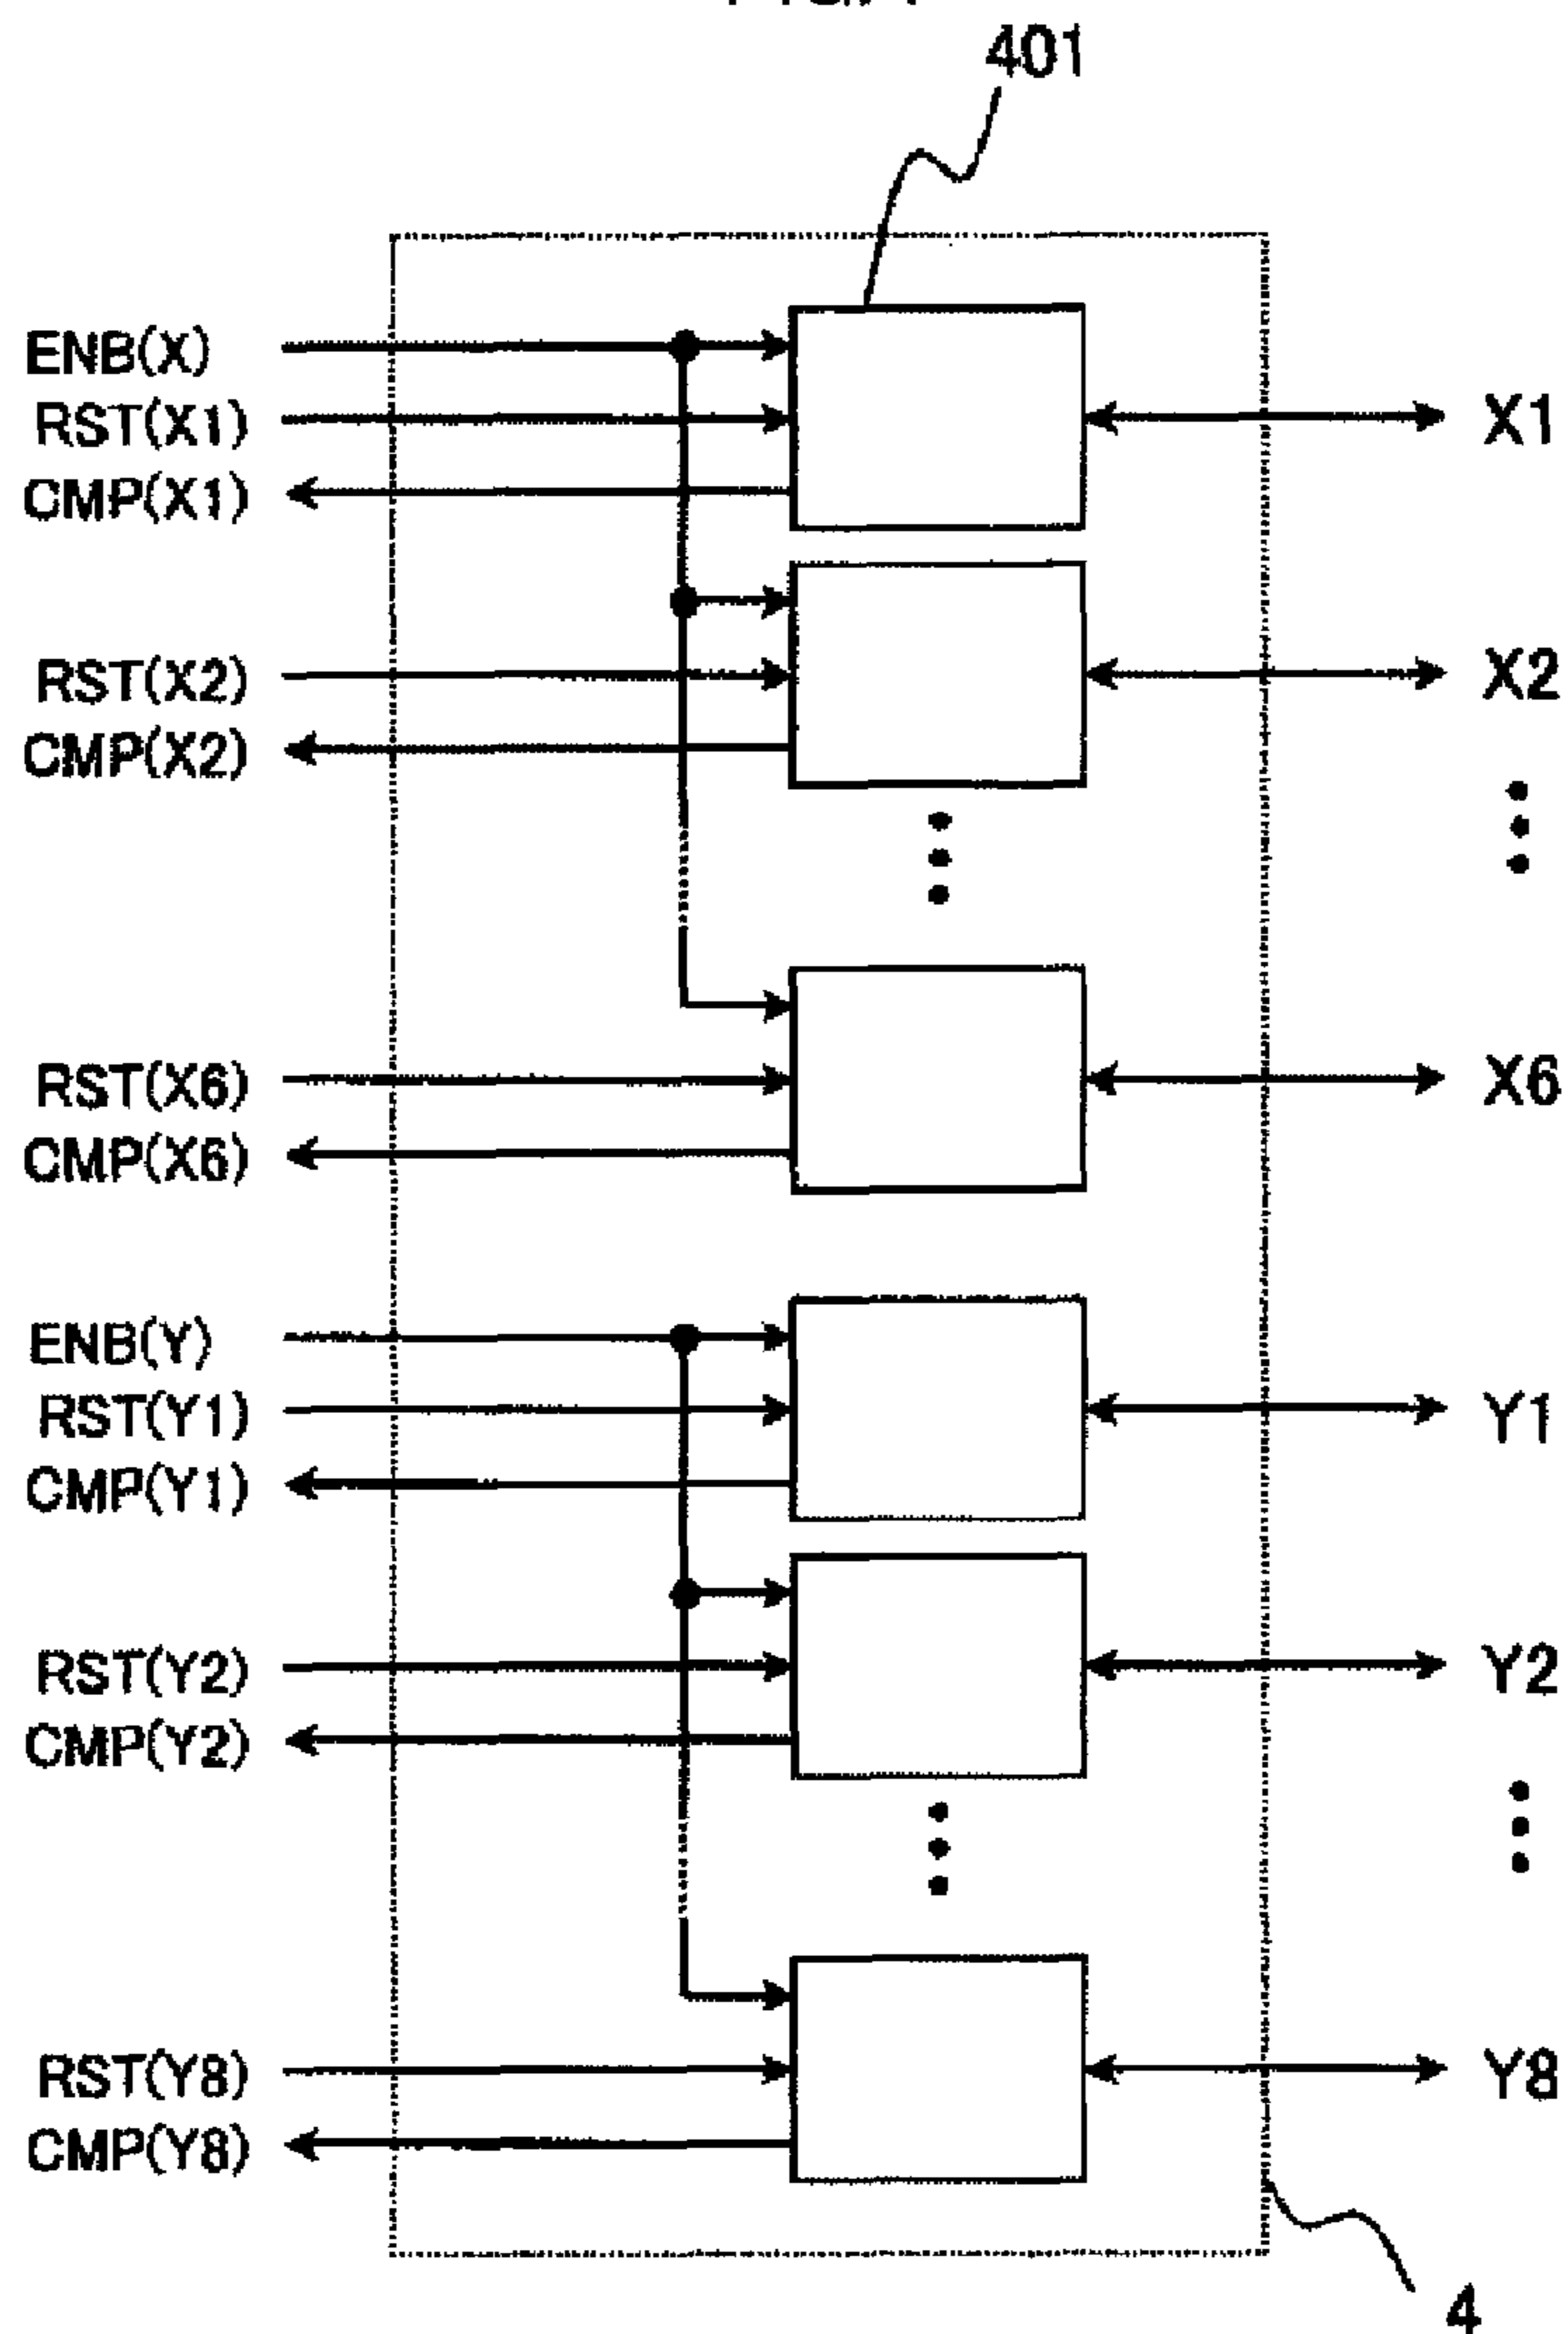 401
ENB(X)
RST(X1)
X1
CMP(X1)
RST(X2)
X2
CMP(X2)
RST(X6)
X6
CMP(X6)
ENB(Y)
RST(Y1)
Y1
CMP(Y1)
RST(Y2)
Y2
CMP(Y2)
RST(Y8)
Y8
CMP(Y8)
4